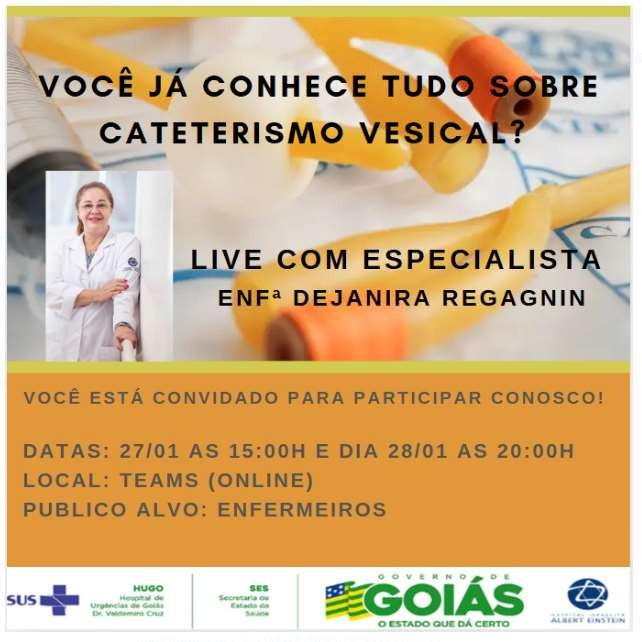 VOCÊ JÁ CONHECE TUDO SOBRE
CATETERISMO VESICAL?
LIVE COM ESPECIALISTA
ENFª DEJANIRA REGAGNIN
VOCÊ ESTÁ CONVIDADO PARA PARTICIPAR CONOSCO!
DATAS: 27/01 AS 15:00H E DIA 28/01 AS 20:00H
LOCAL: TEAMS (ONLINE)
PUBLICO ALVO: ENFERMEIROS
SUS
HUGO
Hospital de
Urgências de Goiás
Dr. Valdemiro Cruz
SES
Secretaria de
Estado da
Saúde
GOVERNO DE
GOIÁS
O ESTADO QUE DÁ CERTO
HOSPITAL ISRAELITA
ALBERT EINSTEIN